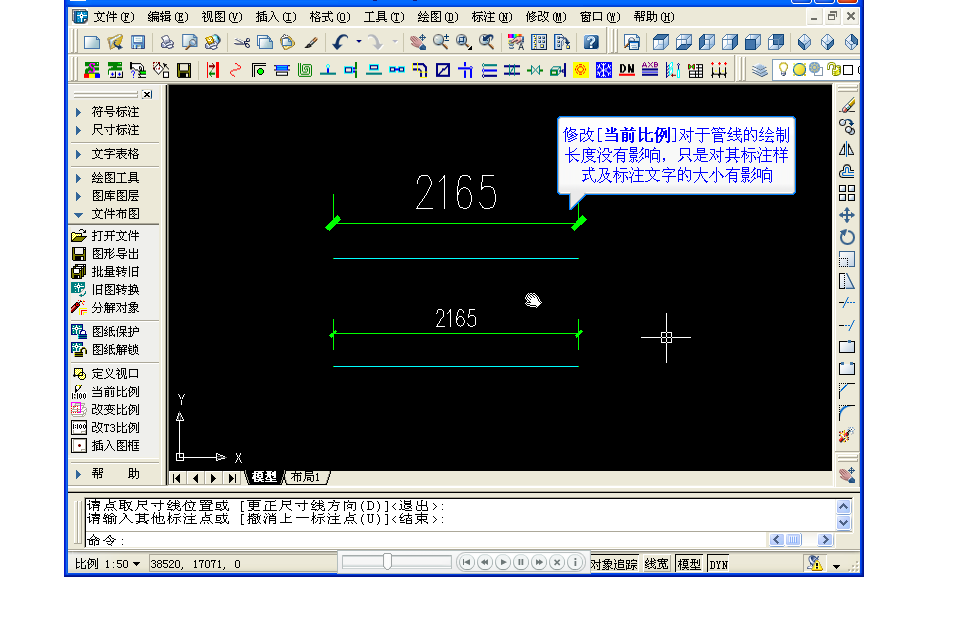 文件(F) 编辑(E) 视图(V) 插入(I) 格式(O) 工具(T) 绘图(D) 标注(N) 修改(M) 窗口(W) 帮助(H)
DN AXB
符号标注
尺寸标注
文字表格
绘图工具
图库图层
文件布图
打开文件
图形导出
批量转旧
旧图转换
分解对象
图纸保护
图纸解锁
定义视口
当前比例
改变比例
改T3比例
插入图框
帮 助
修改[当前比例]对于管线的绘制
长度没有影响，只是对其标注样
式及标注文字的大小有影响
2165
2165
Y
X
模型 布局1
请点取尺寸线位置或 [更正尺寸线方向(D)]<退出>:
请输入其他标注点或 [撤消上一标注点(U)]<结束>:
命令:
比例 1:50 38520, 17071, 0 对象追踪 线宽 模型 DYN